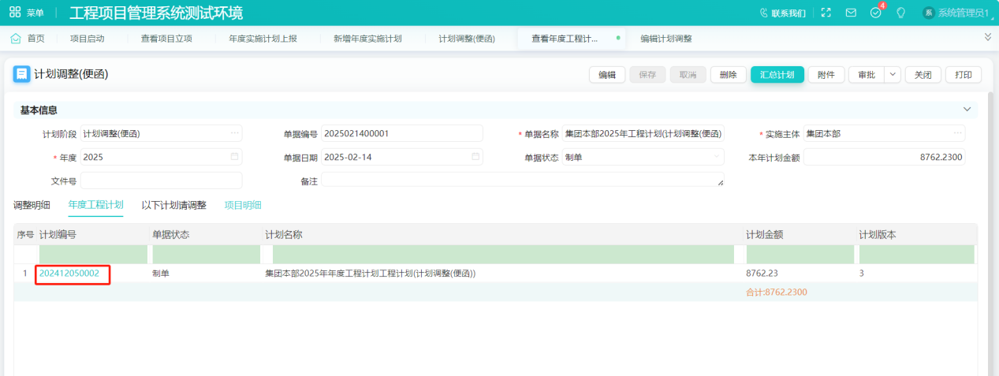 菜单 工程项目管理系统测试环境 联系我们 4 系 系统管理员1
首页 项目启动 查看项目立项 年度实施计划上报 新增年度实施计划 计划调整(便函) 查看年度工程计... 编辑计划调整
计划调整(便函) 编辑 保存 取消 删除 汇总计划 附件 审批 关闭 打印
基本信息
计划阶段 计划调整(便函) ... 单据编号 2025021400001 * 单据名称 集团本部2025年工程计划(计划调整(便函) * 实施主体 集团本部 ...
* 年度 2025 单据日期 2025-02-14 单据状态 制单 本年计划金额 8762.2300
文件号 备注
调整明细 年度工程计划 以下计划请调整 项目明细
序号 计划编号 单据状态 计划名称 计划金额 计划版本
1 202412050002 制单 集团本部2025年年度工程计划工程计划(计划调整(便函)) 8762.23 3
合计:8762.2300